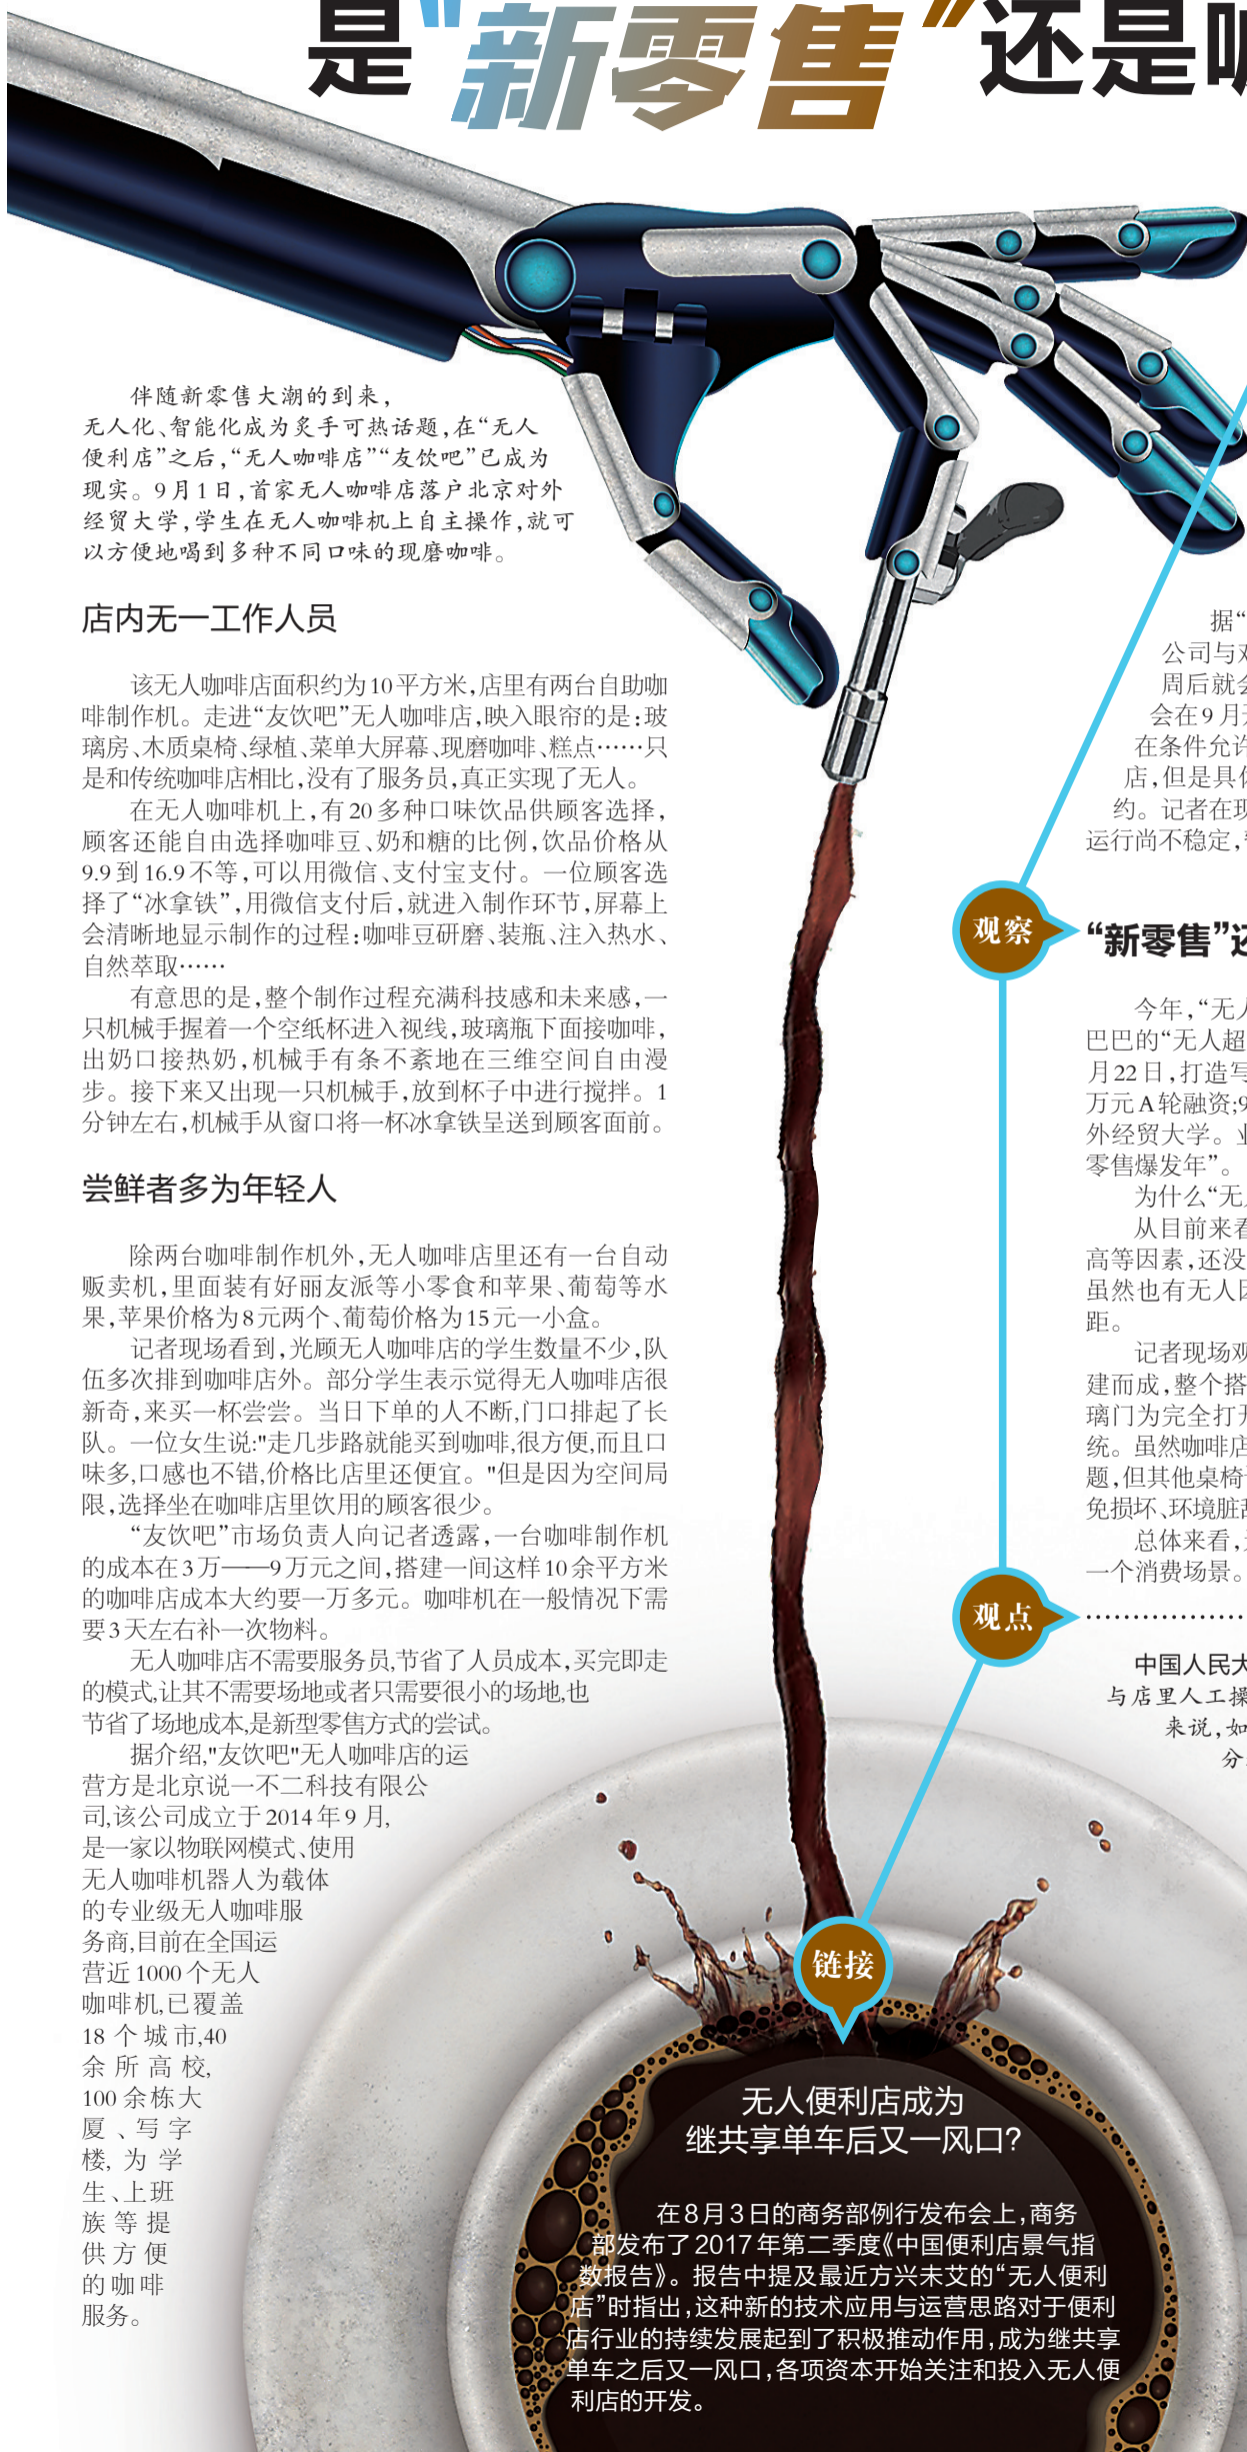 是“新零售”还是
伴随新零售大潮的到来，
无人化、智能化成为炙手可热话题，在“无人
便利店”之后，“无人咖啡店”“友饮吧”已成为
现实。9月1日，首家无人咖啡店落户北京对外
经贸大学，学生在无人咖啡机上自主操作，就可
以方便地喝到多种不同口味的现磨咖啡。
店内无一工作人员
该无人咖啡店面积约为10平方米，店里有两台自助咖
啡制作机。走进“友饮吧”无人咖啡店，映入眼帘的是：玻
璃房、木质桌椅、绿植、菜单大屏幕、现磨咖啡、糕点……只
是和传统咖啡店相比，没有了服务员，真正实现了无人。
在无人咖啡机上，有20多种口味饮品供顾客选择，
顾客还能自由选择咖啡豆、奶和糖的比例，饮品价格从
9.9到16.9不等，可以用微信、支付宝支付。一位顾客选
择了“冰拿铁”，用微信支付后，就进入制作环节，屏幕上
会清晰地显示制作的过程：咖啡豆研磨、装瓶、注入热水、
自然萃取……
有意思的是，整个制作过程充满科技感和未来感，一
只机械手握着一个空纸杯进入视线，玻璃瓶下面接咖啡，
出奶口接热奶，机械手有条不紊地在三维空间自由漫
步。接下来又出现一只机械手，放到杯子中进行搅拌。1
分钟左右，机械手从窗口将一杯冰拿铁呈送到顾客面前。
尝鲜者多为年轻人
除两台咖啡制作机外，无人咖啡店里还有一台自动
贩卖机，里面装有好丽友派等小零食和苹果、葡萄等水
果，苹果价格为8元两个、葡萄价格为15元一小盒。
记者现场看到，光顾无人咖啡店的学生数量不少，队
伍多次排到咖啡店外。部分学生表示觉得无人咖啡店很
新奇，来买一杯尝尝。当日下单的人不断,门口排起了长
队。一位女生说:"走几步路就能买到咖啡,很方便,而且口
味多,口感也不错,价格比店里还便宜。"但是因为空间局
限，选择坐在咖啡店里饮用的顾客很少。
“友饮吧”市场负责人向记者透露，一台咖啡制作机
的成本在3万——9万元之间，搭建一间这样10余平方米
的咖啡店成本大约要一万多元。咖啡机在一般情况下需
要3天左右补一次物料。
无人咖啡店不需要服务员,节省了人员成本，买完即走
的模式,让其不需要场地或者只需要很小的场地,也
节省了场地成本,是新型零售方式的尝试。
据介绍,"友饮吧"无人咖啡店的运
营方是北京说一不二科技有限公
司,该公司成立于2014年9月,
是一家以物联网模式、使用
无人咖啡机器人为载体
的专业级无人咖啡服
务商,目前在全国运
营近1000个无人
咖啡机,已覆盖
18个城市,40
余所高校,
100余栋大
厦、写字
楼,为学
生、上班
族等提
供方便
的咖啡
服务。
据“
公司与
周后就会
会在9月
在条件允许
店，但是具体
约。记者在现
运行尚不稳定，
观察
“新零售”还
今年，“无人
巴巴的“无人超
月22日，打造写
万元A轮融资;9
外经贸大学。业
零售爆发年”。
为什么“无人
从目前来看
高等因素，还没
虽然也有无人
距。
记者现场观
建而成，整个搭
璃门为完全打开
统。虽然咖啡店
题，但其他桌椅
免损坏、环境脏乱
总体来看，
一个消费场景。
观点
中国人民大
与店里人工操
来说，如
分
链接
无人便利店成为
继共享单车后又一风口？
在8月3日的商务部例行发布会上，商务
部发布了2017年第二季度《中国便利店景气指
数报告》。报告中提及最近方兴未艾的“无人便利
店”时指出，这种新的技术应用与运营思路对于便利
店行业的持续发展起到了积极推动作用，成为继共享
单车之后又一风口，各项资本开始关注和投入无人便
利店的开发。